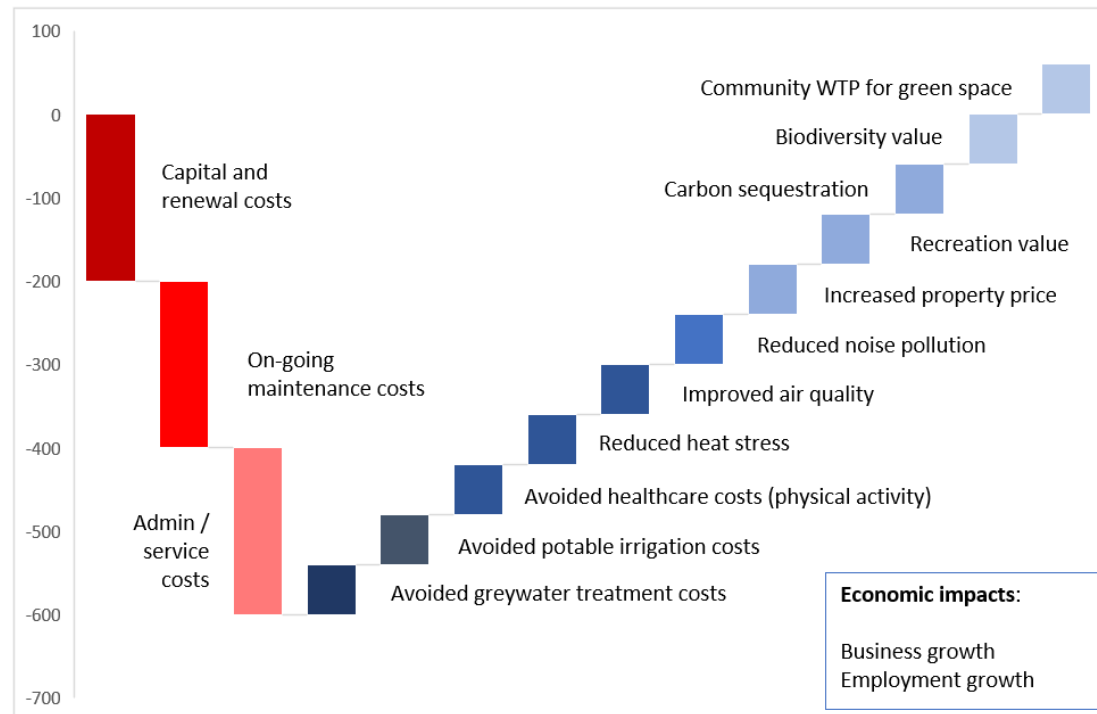 100
0
-100
-200
-300
-400
-500
-600
-700
Capital and
renewal costs
On-going
maintenance costs
Admin /
service
costs
Avoided greywater treatment costs
Avoided potable irrigation costs
Avoided healthcare costs (physical activity)
Reduced heat stress
Improved air quality
Reduced noise pollution
Increased property price
Recreation value
Carbon sequestration
Biodiversity value
Community WTP for green space
Economic impacts:
Business growth
Employment growth